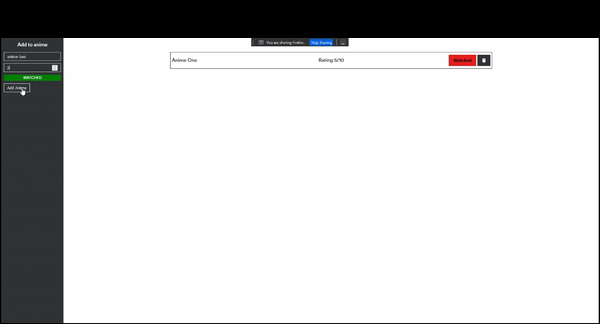 Add to anime
You are sharing Firefox. Stop Sharing
anime two
Anime One Rating:5/10 Watched
WATCHED
Add Anime